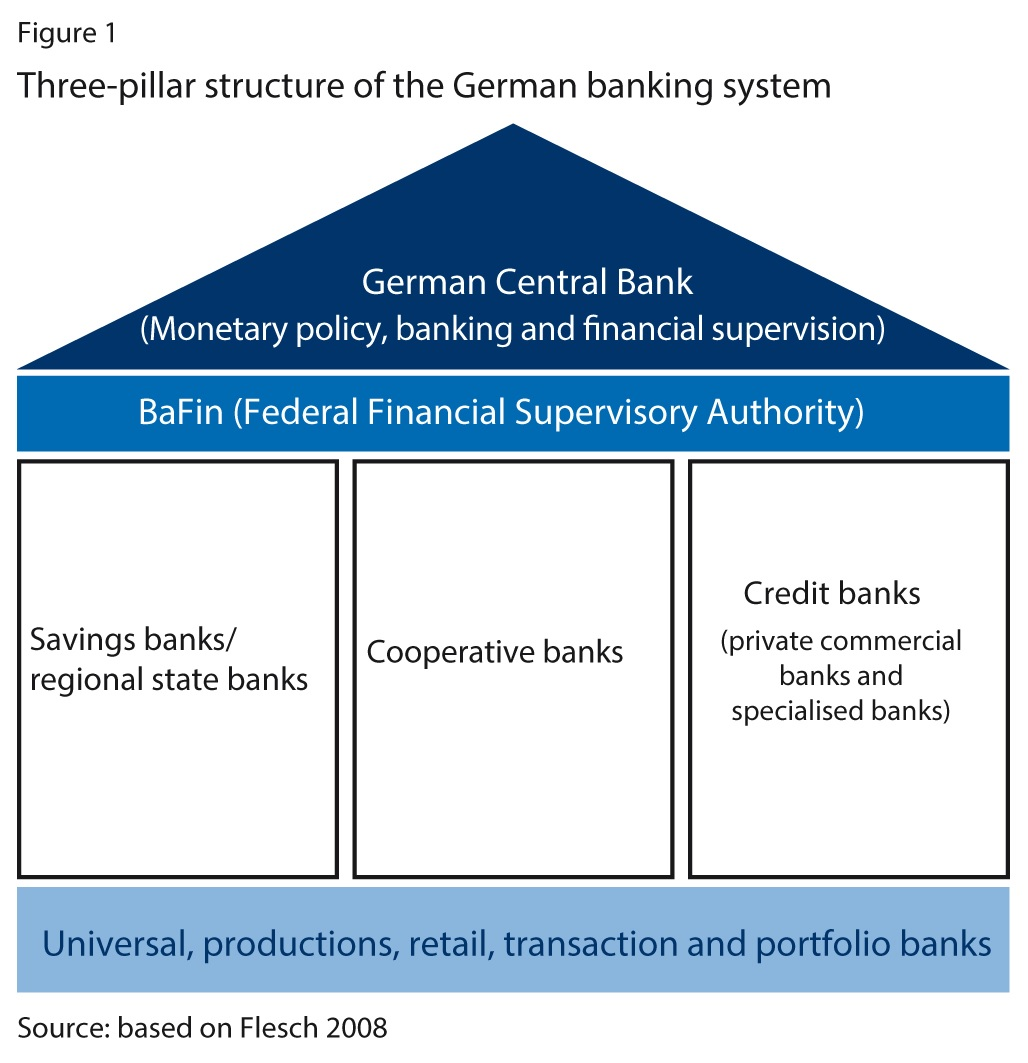 Figure 1
Three-pillar structure of the German banking system
German Central Bank
(Monetary policy, banking and financial supervision)
BaFin (Federal Financial Supervisory Authority)
Savings banks/
regional state banks
Cooperative banks
Credit banks
(private commercial
banks and
specialised banks)
Universal, productions, retail, transaction and portfolio banks
Source: based on Flesch 2008